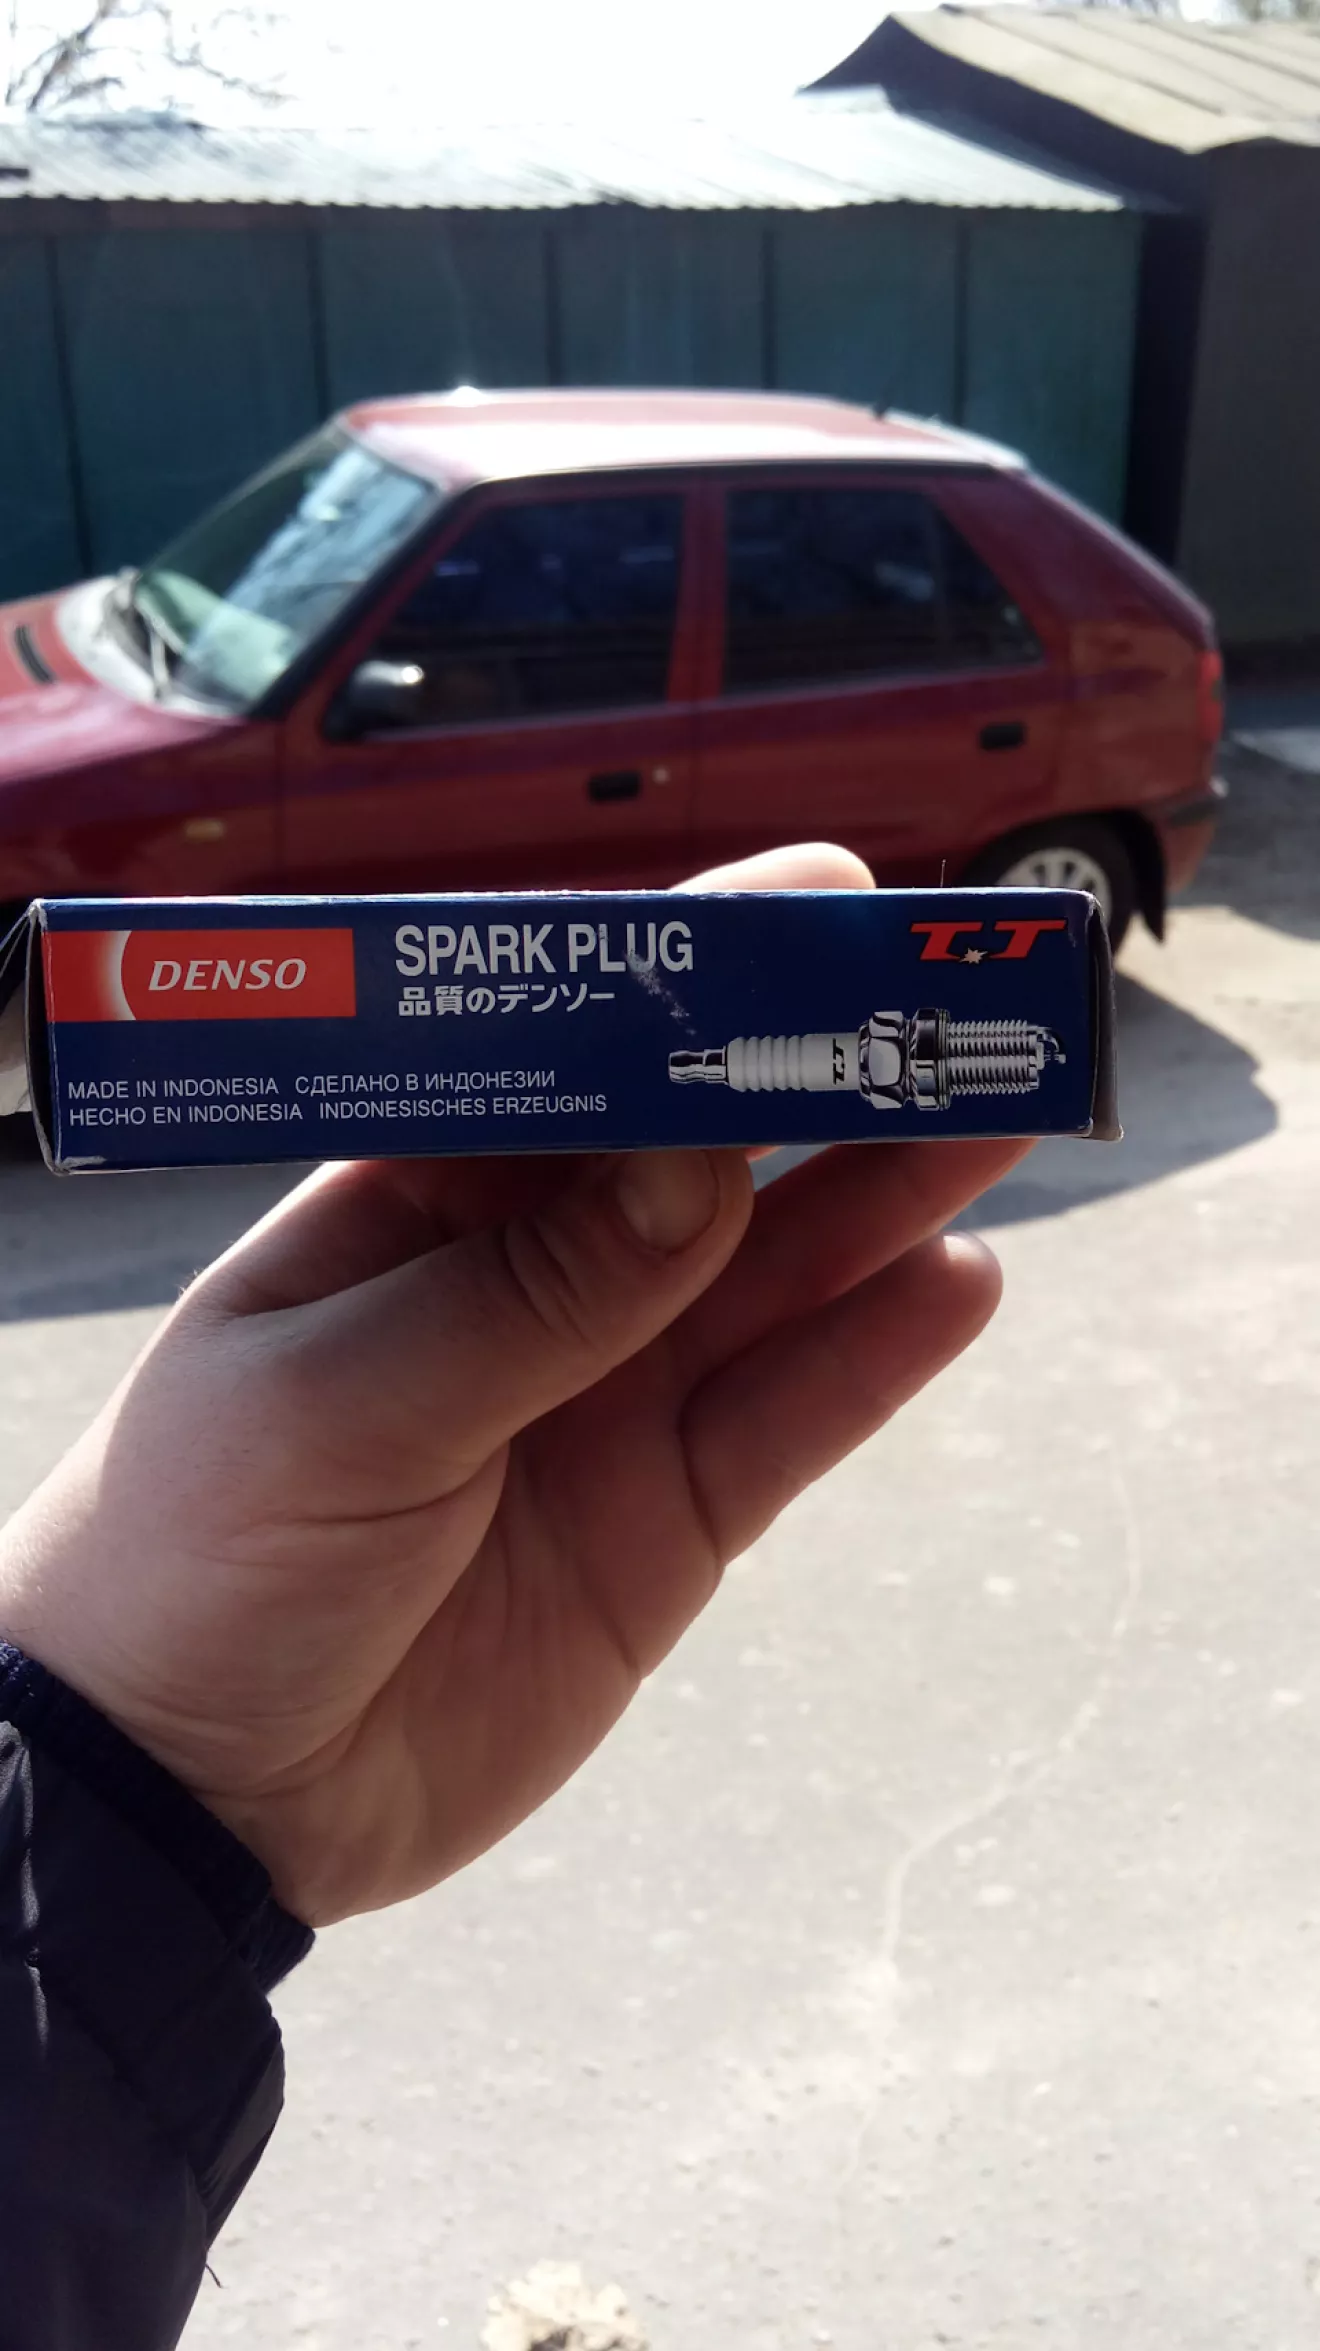 DENSO
SPARK PLUG
品質のデンソー
T.T
T.T
MADE IN INDONESIA СДЕЛАНО В ИНДОНЕЗИИ
HECHO EN INDONESIA INDONESISCHES ERZEUGNIS